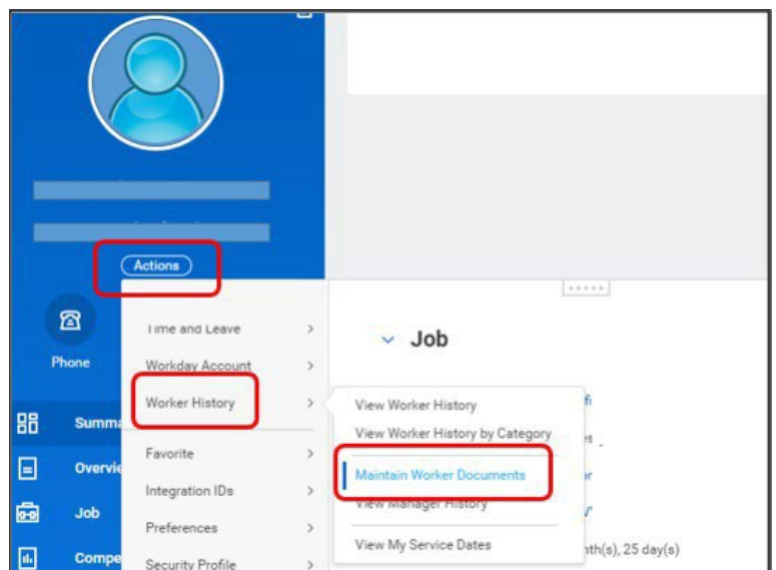 Actions
Phone
Time and Leave
Workday Account
Worker History
Favorite
Integration IDs
Preferences
Security Profile
Summa
Overvie
Job
Compe
Job
View Worker History
View Worker History by Category
Maintain Worker Documents
View Manager History
View My Service Dates
nth(s), 25 day(s)